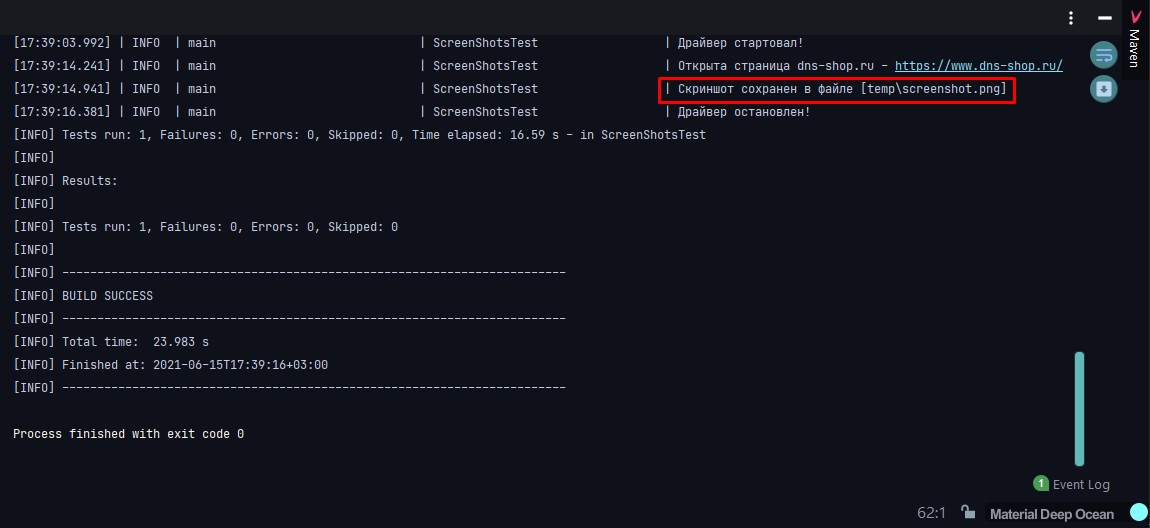 Maven
[17:39:03.992] | INFO  | main                             | ScreenShotsTest                  | Драйвер стартовал!
[17:39:14.241] | INFO  | main                             | ScreenShotsTest                  | Открыта страница dns-shop.ru - https://www.dns-shop.ru/
[17:39:14.941] | INFO  | main                             | ScreenShotsTest                  | Скриншот сохранен в файле [temp\screenshot.png]
[17:39:16.381] | INFO  | main                             | ScreenShotsTest                  | Драйвер остановлен!
[INFO] Tests run: 1, Failures: 0, Errors: 0, Skipped: 0, Time elapsed: 16.59 s - in ScreenShotsTest
[INFO]
[INFO] Results:
[INFO]
[INFO] Tests run: 1, Failures: 0, Errors: 0, Skipped: 0
[INFO]
[INFO] ------------------------------------------------------------------------
[INFO] BUILD SUCCESS
[INFO] ------------------------------------------------------------------------
[INFO] Total time:  23.983 s
[INFO] Finished at: 2021-06-15T17:39:16+03:00
[INFO] ------------------------------------------------------------------------
Process finished with exit code 0
1 Event Log
62:1 Material Deep Ocean